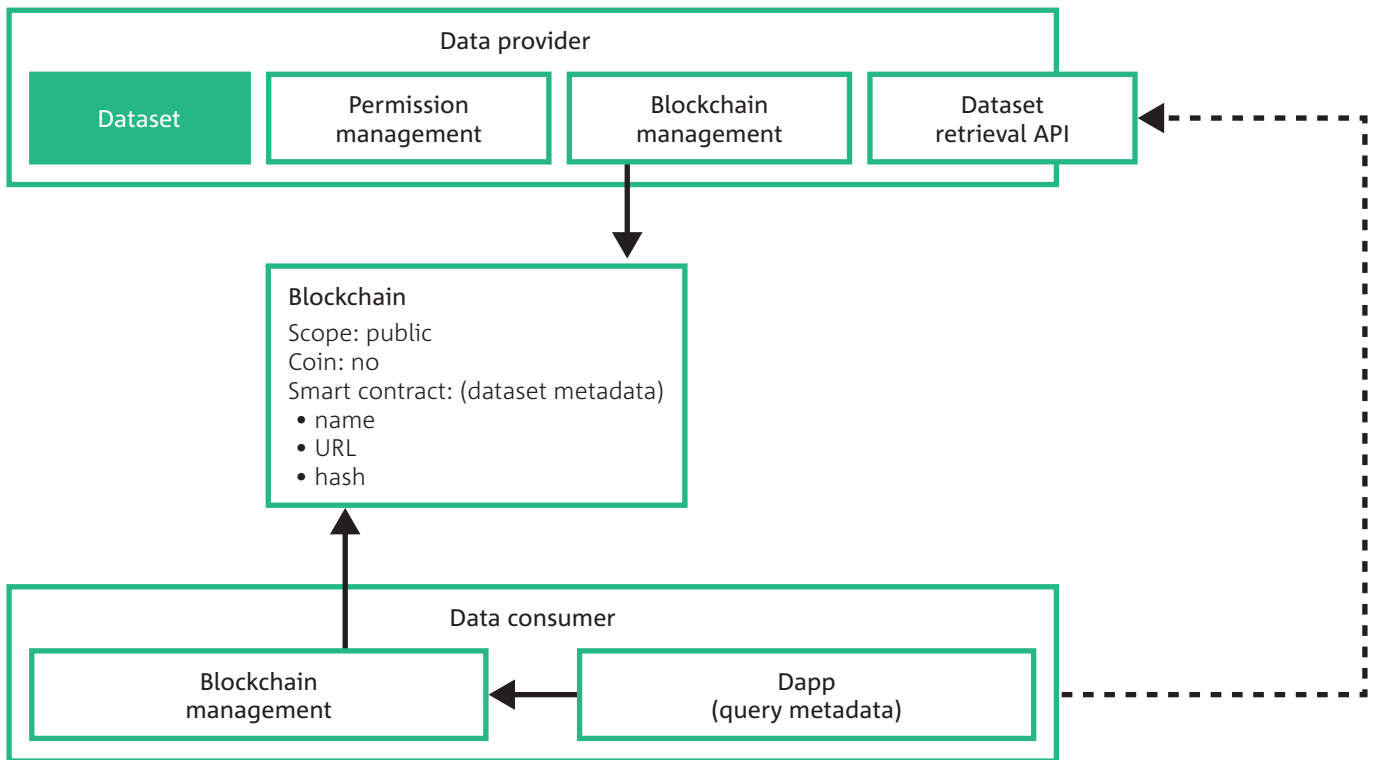 Data provider
Dataset
Permission
management
Blockchain
management
Dataset
retrieval API
Blockchain
Scope: public
Coin: no
Smart contract: (dataset metadata)
• name
• URL
• hash
Data consumer
Blockchain
management
Dapp
(query metadata)